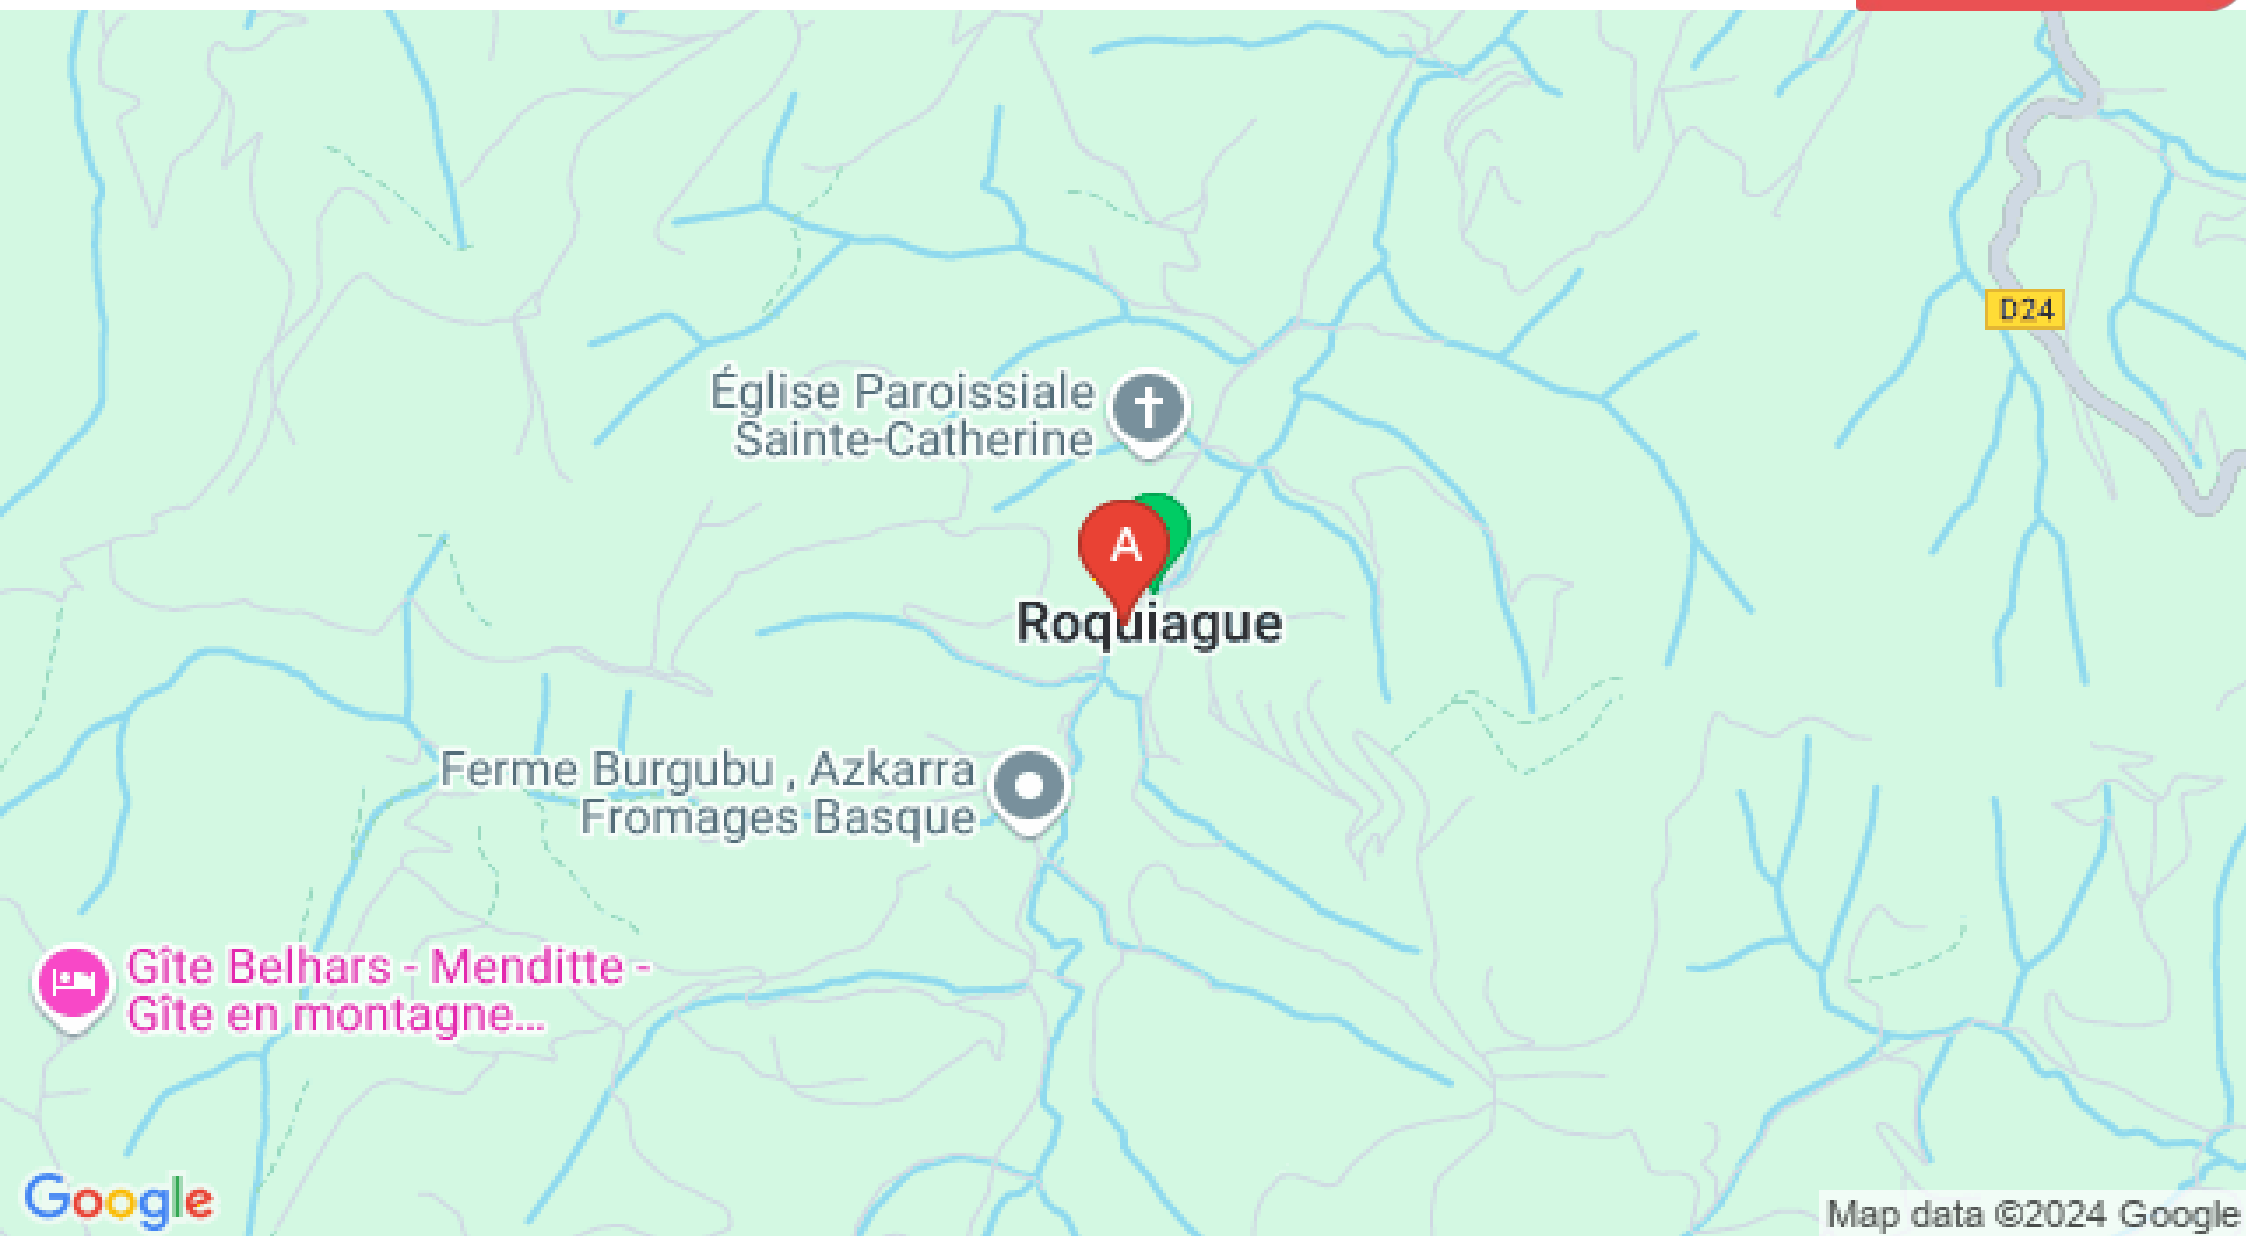 D24
Église Paroissiale
Sainte-Catherine
A
Roquiague
Ferme Burgubu , Azkarra
Fromages Basque
Gîte Belhars - Menditte -
Gîte en montagne...
Google
Map data ©2024 Google